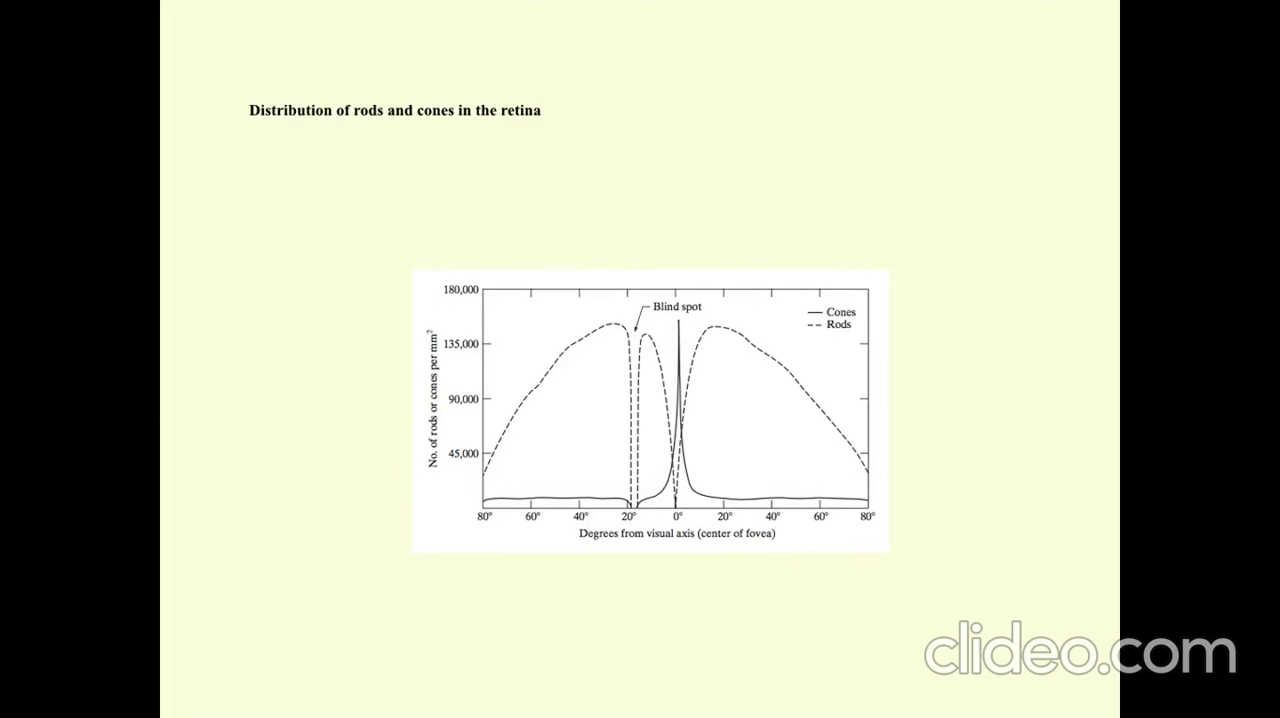 Distribution of rods and cones in the retina
180,000
135,000
90,000
45,000
No. of rods or cones per mm²
Blind spot
Cones
Rods
80° 60° 40° 20° 0° 20° 40° 60° 80°
Degrees from visual axis (center of fovea)
clideo.com